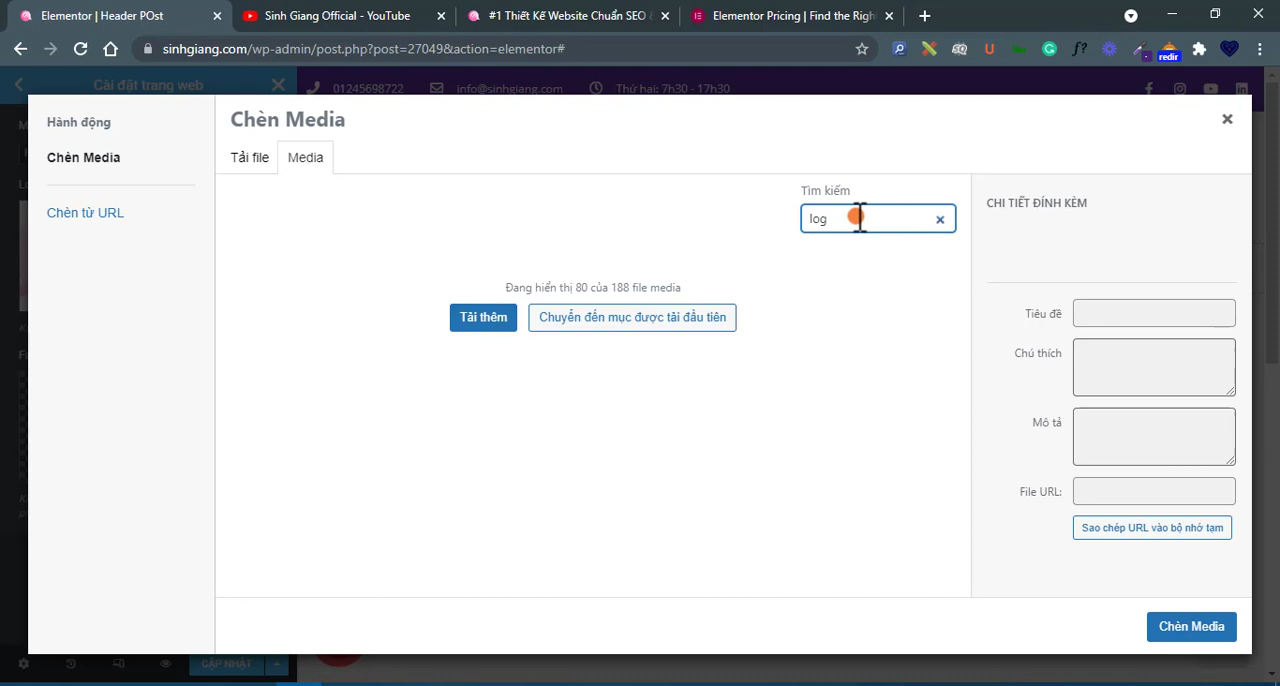 Elementor | Header POst
Sinh Giang Official - YouTube
#1 Thiết Kế Website Chuẩn SEO
Elementor Pricing | Find the Righ
sinhgiang.com/wp-admin/post.php?post=27049&action=elementor#
redir
Cài đặt trang web
01245698722
info@sinhgiang.com
Thứ hai: 7h30 - 17h30
Hành động
Chèn Media
Chèn từ URL
Chèn Media
Tải file
Media
Tìm kiếm
log
Đang hiển thị 80 của 188 file media
Tải thêm
Chuyển đến mục được tải đầu tiên
CHI TIẾT ĐÍNH KÈM
Tiêu đề
Chú thích
Mô tả
File URL:
Sao chép URL vào bộ nhớ tạm
Chèn Media
CẬP NHẬT